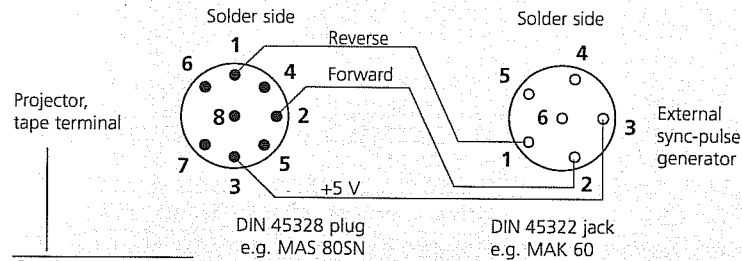 Solder side
Solder side
1
Reverse
4
6
4
5
Forward
Projector,
tape terminal
8
2
6
3
External
sync-pulse
generator
7
5
1
3
+5 V
2
DIN 45328 plug
e.g. MAS 80SN
DIN 45322 jack
e.g. MAK 60